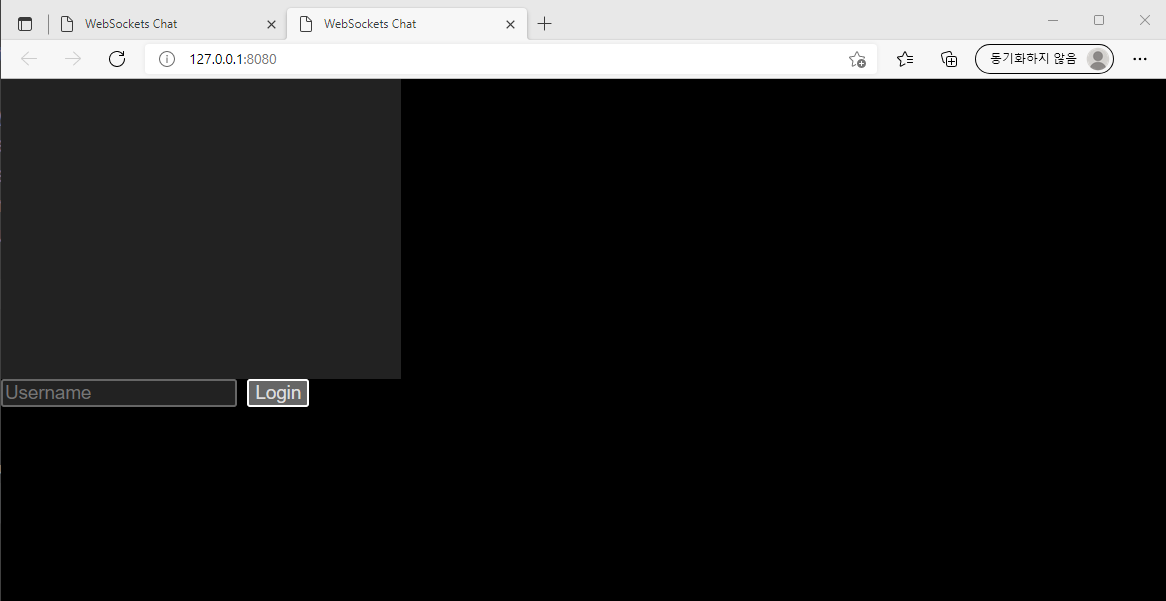 WebSockets Chat
WebSockets Chat
127.0.0.1:8080
동기화하지 않음
Username
Login